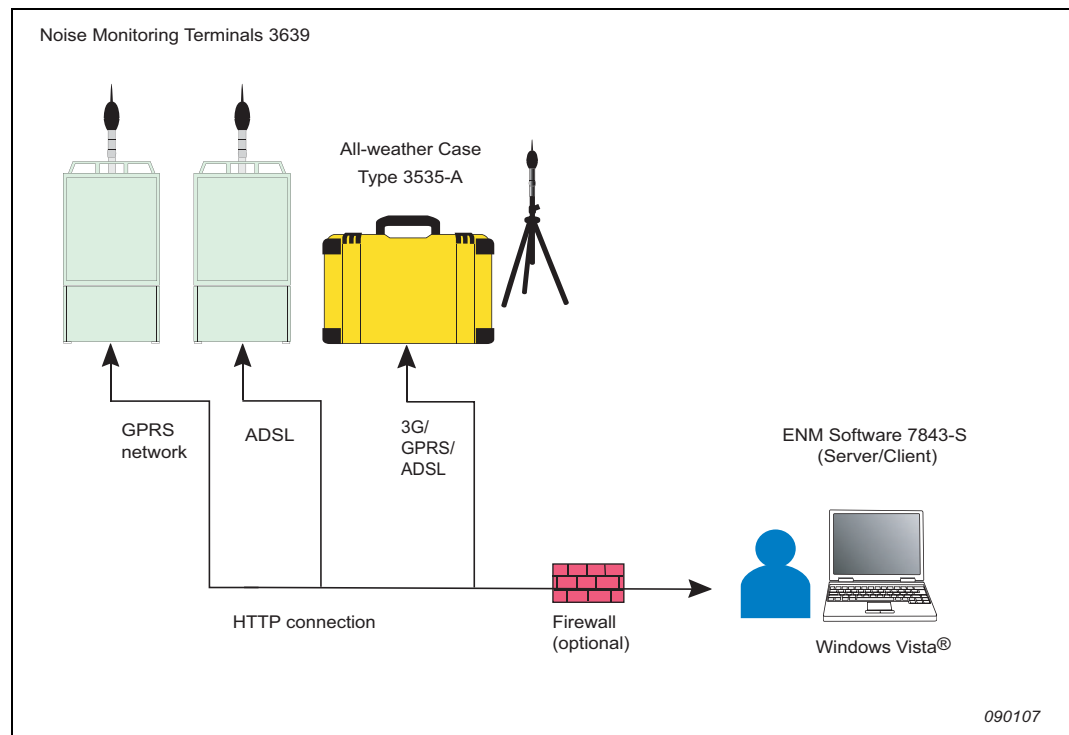 Noise Monitoring Terminals 3639
All-weather Case
Type 3535-A
GPRS
network
ADSL
3G/
GPRS/
ADSL
ENM Software 7843-S
(Server/Client)
HTTP connection
Firewall
(optional)
Windows Vista®
090107